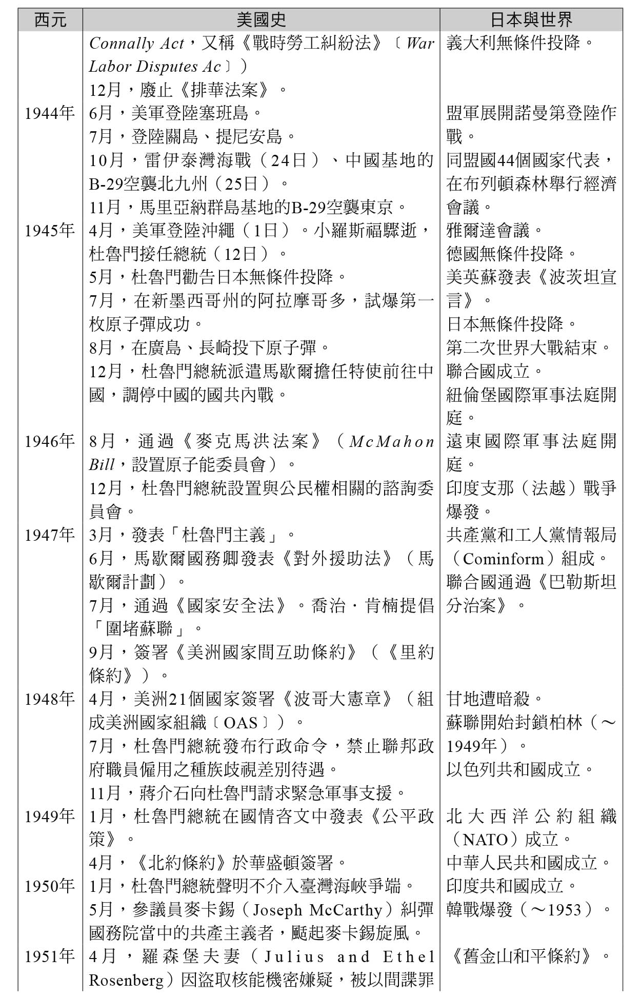 西元 美國史 日本與世界
Connally Act，又稱《戰時勞工糾紛法》﹝War 義大利無條件投降。
Labor Disputes Ac﹞）
12月，廢止《排華法案》。
1944年 6月，美軍登陸塞班島。 盟軍展開諾曼第登陸作
7月，登陸關島、提尼安島。 戰。
10月，雷伊泰灣海戰（24日）、中國基地的 同盟國44個國家代表，
B-29空襲北九州（25日）。 在布列頓森林舉行經濟
11月，馬里亞納群島基地的B-29空襲東京。 會議。
1945年 4月，美軍登陸沖繩（1日）。小羅斯福驟逝， 雅爾達會議。
杜魯門接任總統（12日）。 德國無條件投降。
5月，杜魯門勸告日本無條件投降。 美英蘇發表《波茨坦宣
7月，在新墨西哥州的阿拉摩哥多，試爆第一 言》。
枚原子彈成功。 日本無條件投降。
8月，在廣島、長崎投下原子彈。 第二次世界大戰結束。
12月，杜魯門總統派遣馬歇爾擔任特使前往中 聯合國成立。
國，調停中國的國共內戰。 紐倫堡國際軍事法庭開
庭。
1946年 8月，通過《麥克馬洪法案》（McMahon 遠東國際軍事法庭開
Bill，設置原子能委員會）。 庭。
12月，杜魯門總統設置與公民權相關的諮詢委 印度支那（法越）戰爭
員會。 爆發。
1947年 3月，發表「杜魯門主義」。 共產黨和工人黨情報局
6月，馬歇爾國務卿發表《對外援助法》（馬 （Cominform）組成。
歇爾計劃）。 聯合國通過《巴勒斯坦
7月，通過《國家安全法》。喬治．肯楠提倡 分治案》。
「圍堵蘇聯」。
9月，簽署《美洲國家間互助條約》（《里約
條約》）。
1948年 4月，美洲21個國家簽署《波哥大憲章》（組 甘地遭暗殺。
成美洲國家組織﹝OAS﹞）。 蘇聯開始封鎖柏林（～
7月，杜魯門總統發布行政命令，禁止聯邦政 1949年）。
府職員僱用之種族歧視差別待遇。 以色列共和國成立。
11月，蔣介石向杜魯門請求緊急軍事支援。
1949年 1月，杜魯門總統在國情咨文中發表《公平政 北大西洋公約組織
策》。 （NATO）成立。
4月，《北約條約》於華盛頓簽署。 中華人民共和國成立。
1950年 1月，杜魯門總統聲明不介入臺灣海峽爭端。 印度共和國成立。
5月，參議員麥卡錫（Joseph McCarthy）糾彈 韓戰爆發（～1953）。
國務院當中的共產主義者，颳起麥卡錫旋風。
1951年 4月，羅森堡夫妻（Julius and Ethel 《舊金山和平條約》。
Rosenberg）因盜取核能機密嫌疑，被以間諜罪